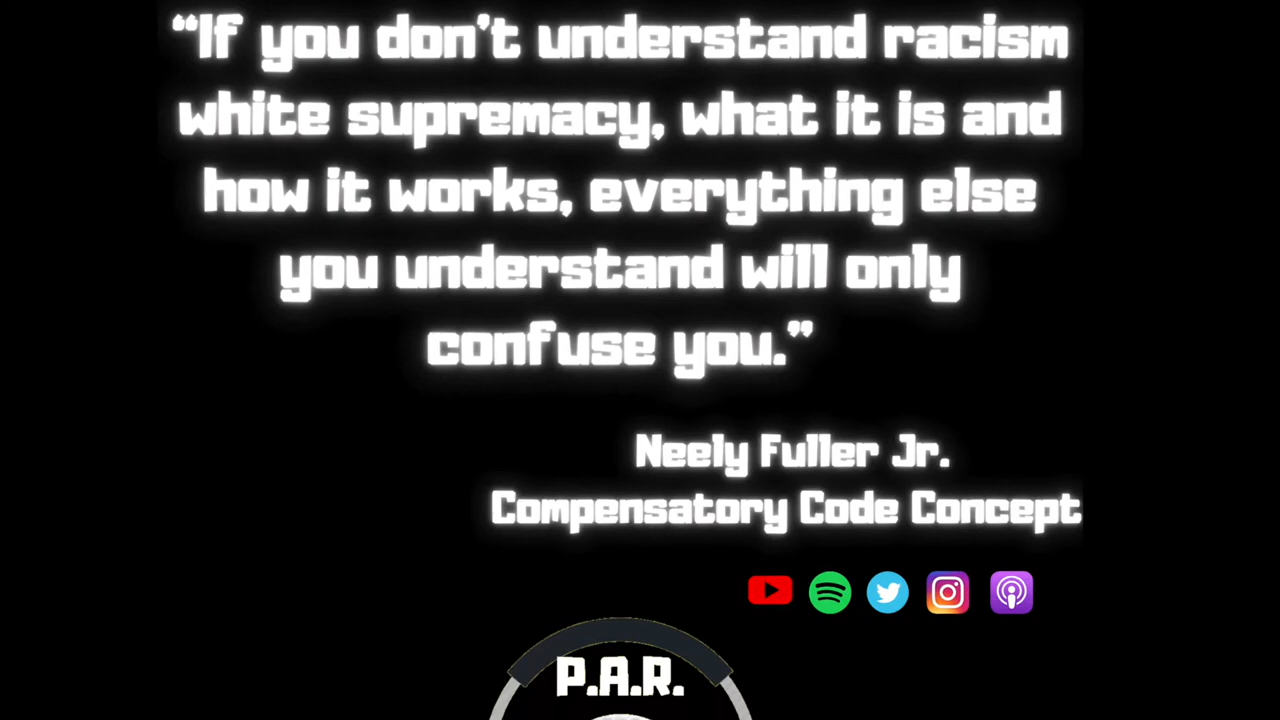 “If you don’t understand racism
white supremacy, what it is and
how it works, everything else
you understand will only
confuse you.”
Neely Fuller Jr.
Compensatory Code Concept
P.A.R.